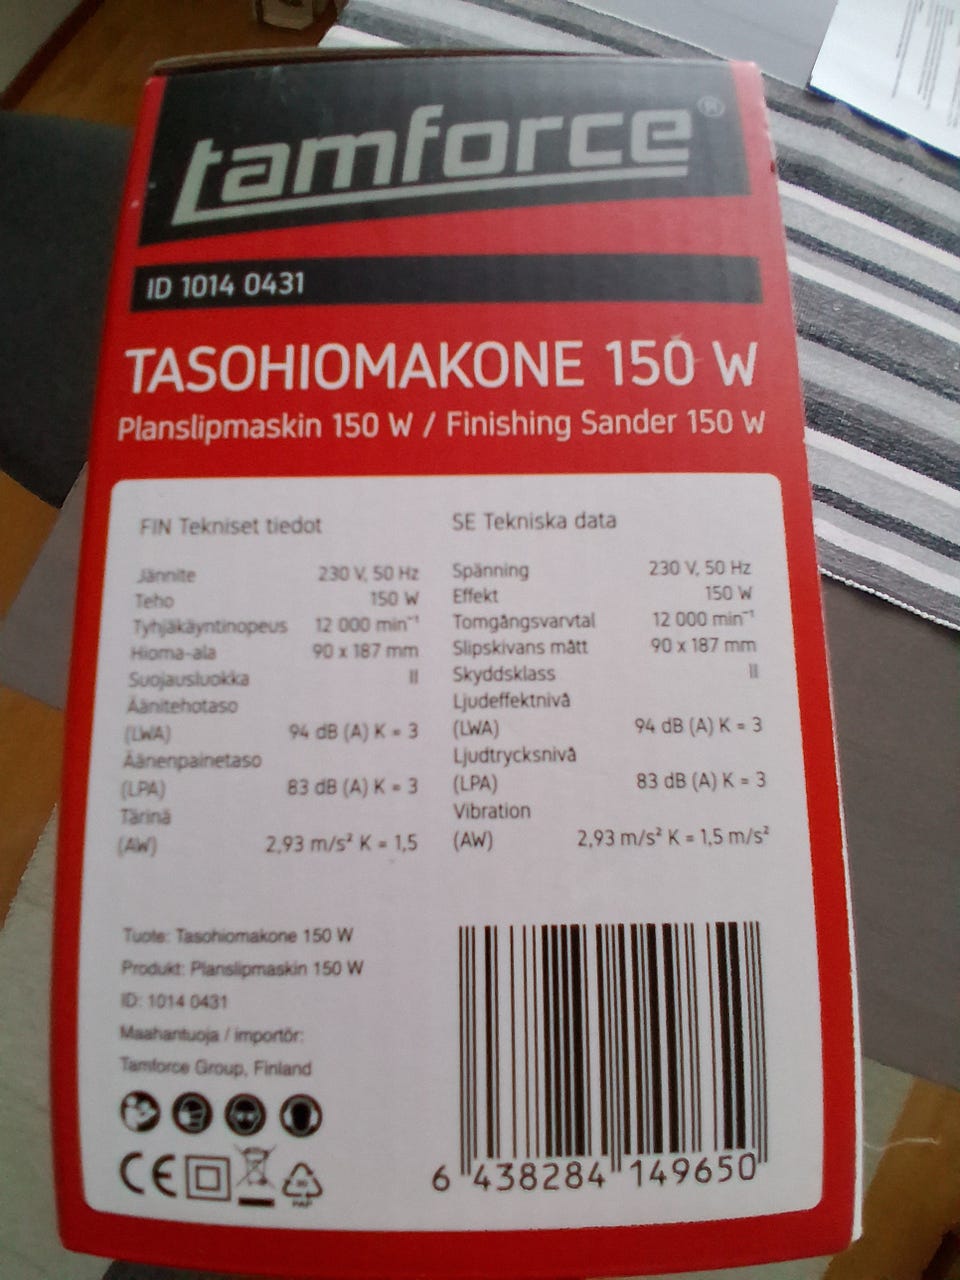 tamforce®
ID 1014 0431
TASOHIOMAKONE 150 W
Planslipmaskin 150 W / Finishing Sander 150 W
FIN Tekniset tiedot
Jännite 230 V, 50 Hz
Teho 150 W
Tyhjäkäyntinopeus 12 000 min⁻¹
Hioma-ala 90 x 187 mm
Suojausluokka II
Äänitehotaso
(LWA) 94 dB (A) K = 3
Äänenpainetaso
(LPA) 83 dB (A) K = 3
Tärinä
(AW) 2,93 m/s² K = 1,5
SE Tekniska data
Spänning 230 V, 50 Hz
Effekt 150 W
Tomgångsvarvtal 12 000 min⁻¹
Slipskivans mått 90 x 187 mm
Skyddsklass II
Ljudeffektnivå
(LWA) 94 dB (A) K = 3
Ljudtrycksnivå
(LPA) 83 dB (A) K = 3
Vibration
(AW) 2,93 m/s² K = 1,5 m/s²
Tuote: Tasohiomakone 150 W
Produkt: Planslipmaskin 150 W
ID: 1014 0431
Maahantuoja / importör:
Tamforce Group, Finland
CE
PAP
6 438284 149650